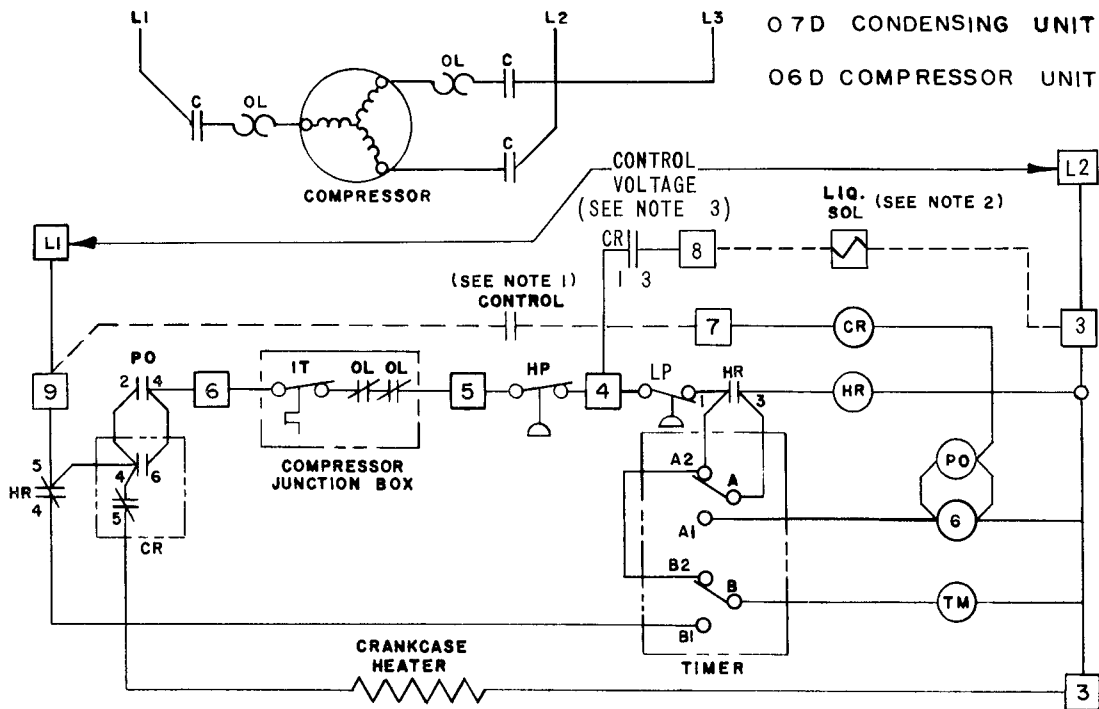 L1
L2
L3
07D CONDENSING UNIT
06D COMPRESSOR UNIT
C
OL
OL
C
C
COMPRESSOR
CONTROL
VOLTAGE
(SEE NOTE 3)
L2
LIQ.
SOL
(SEE NOTE 2)
L1
CR
1 3
8
(SEE NOTE 1)
CONTROL
7
CR
3
PO
2 4
9
6
IT
OL OL
5
HP
4
LP
1
HR
3
HR
COMPRESSOR
JUNCTION BOX
5
HR
4
4
6
5
CR
A2
A
A1
PO
6
B2
B
B1
TM
TIMER
CRANKCASE
HEATER
3